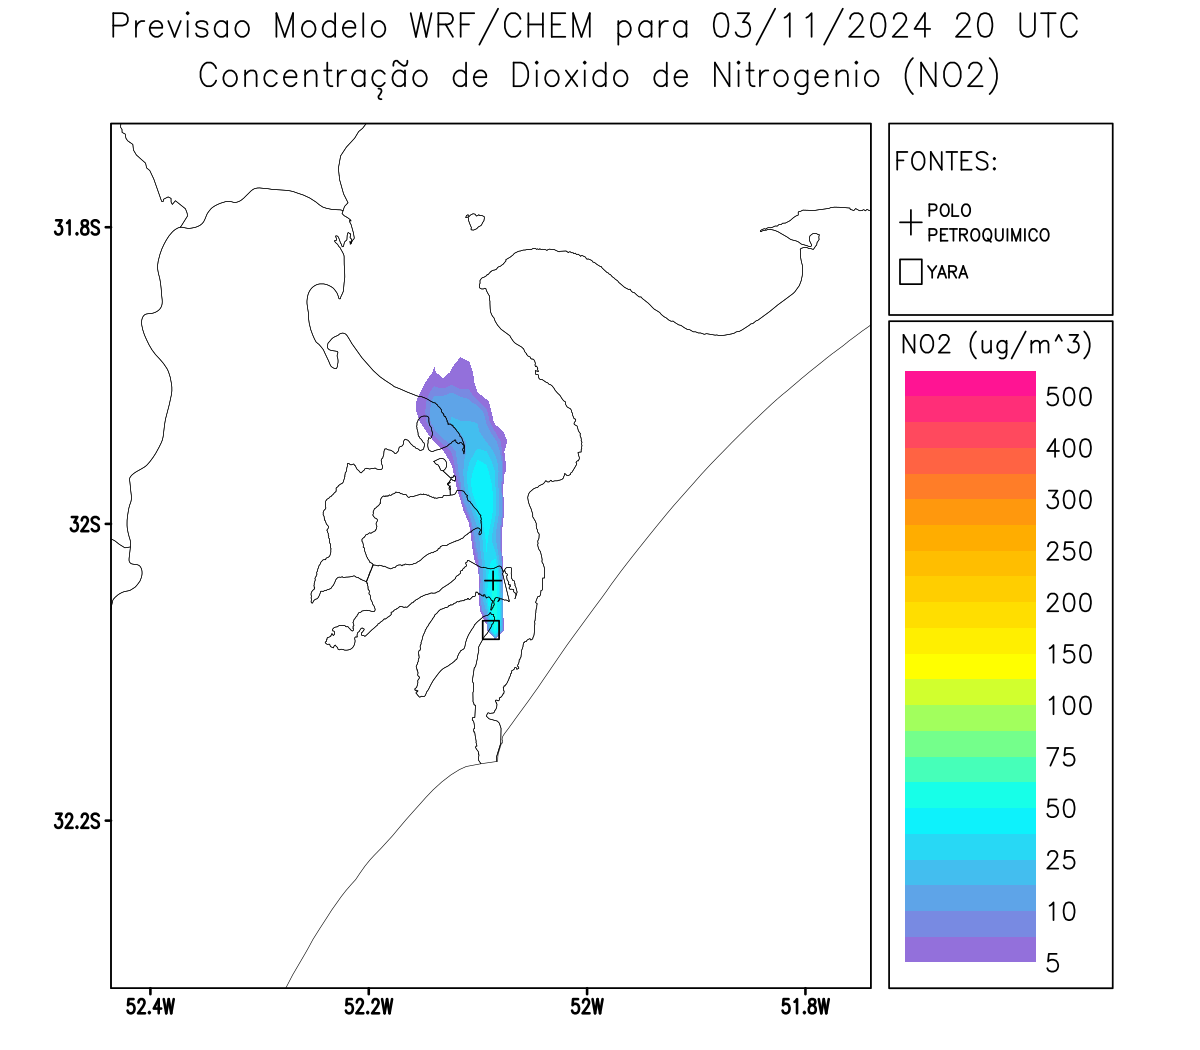 Previsao Modelo WRF/CHEM para 03/11/2024 20 UTC
Concentração de Dioxido de Nitrogenio (NO2)
FONTES:
POLO
PETROQUIMICO
YARA
NO2 (ug/m^3)
500
400
300
250
200
150
100
75
50
25
10
5
31.8S
32S
32.2S
52.4W
52.2W
52W
51.8W